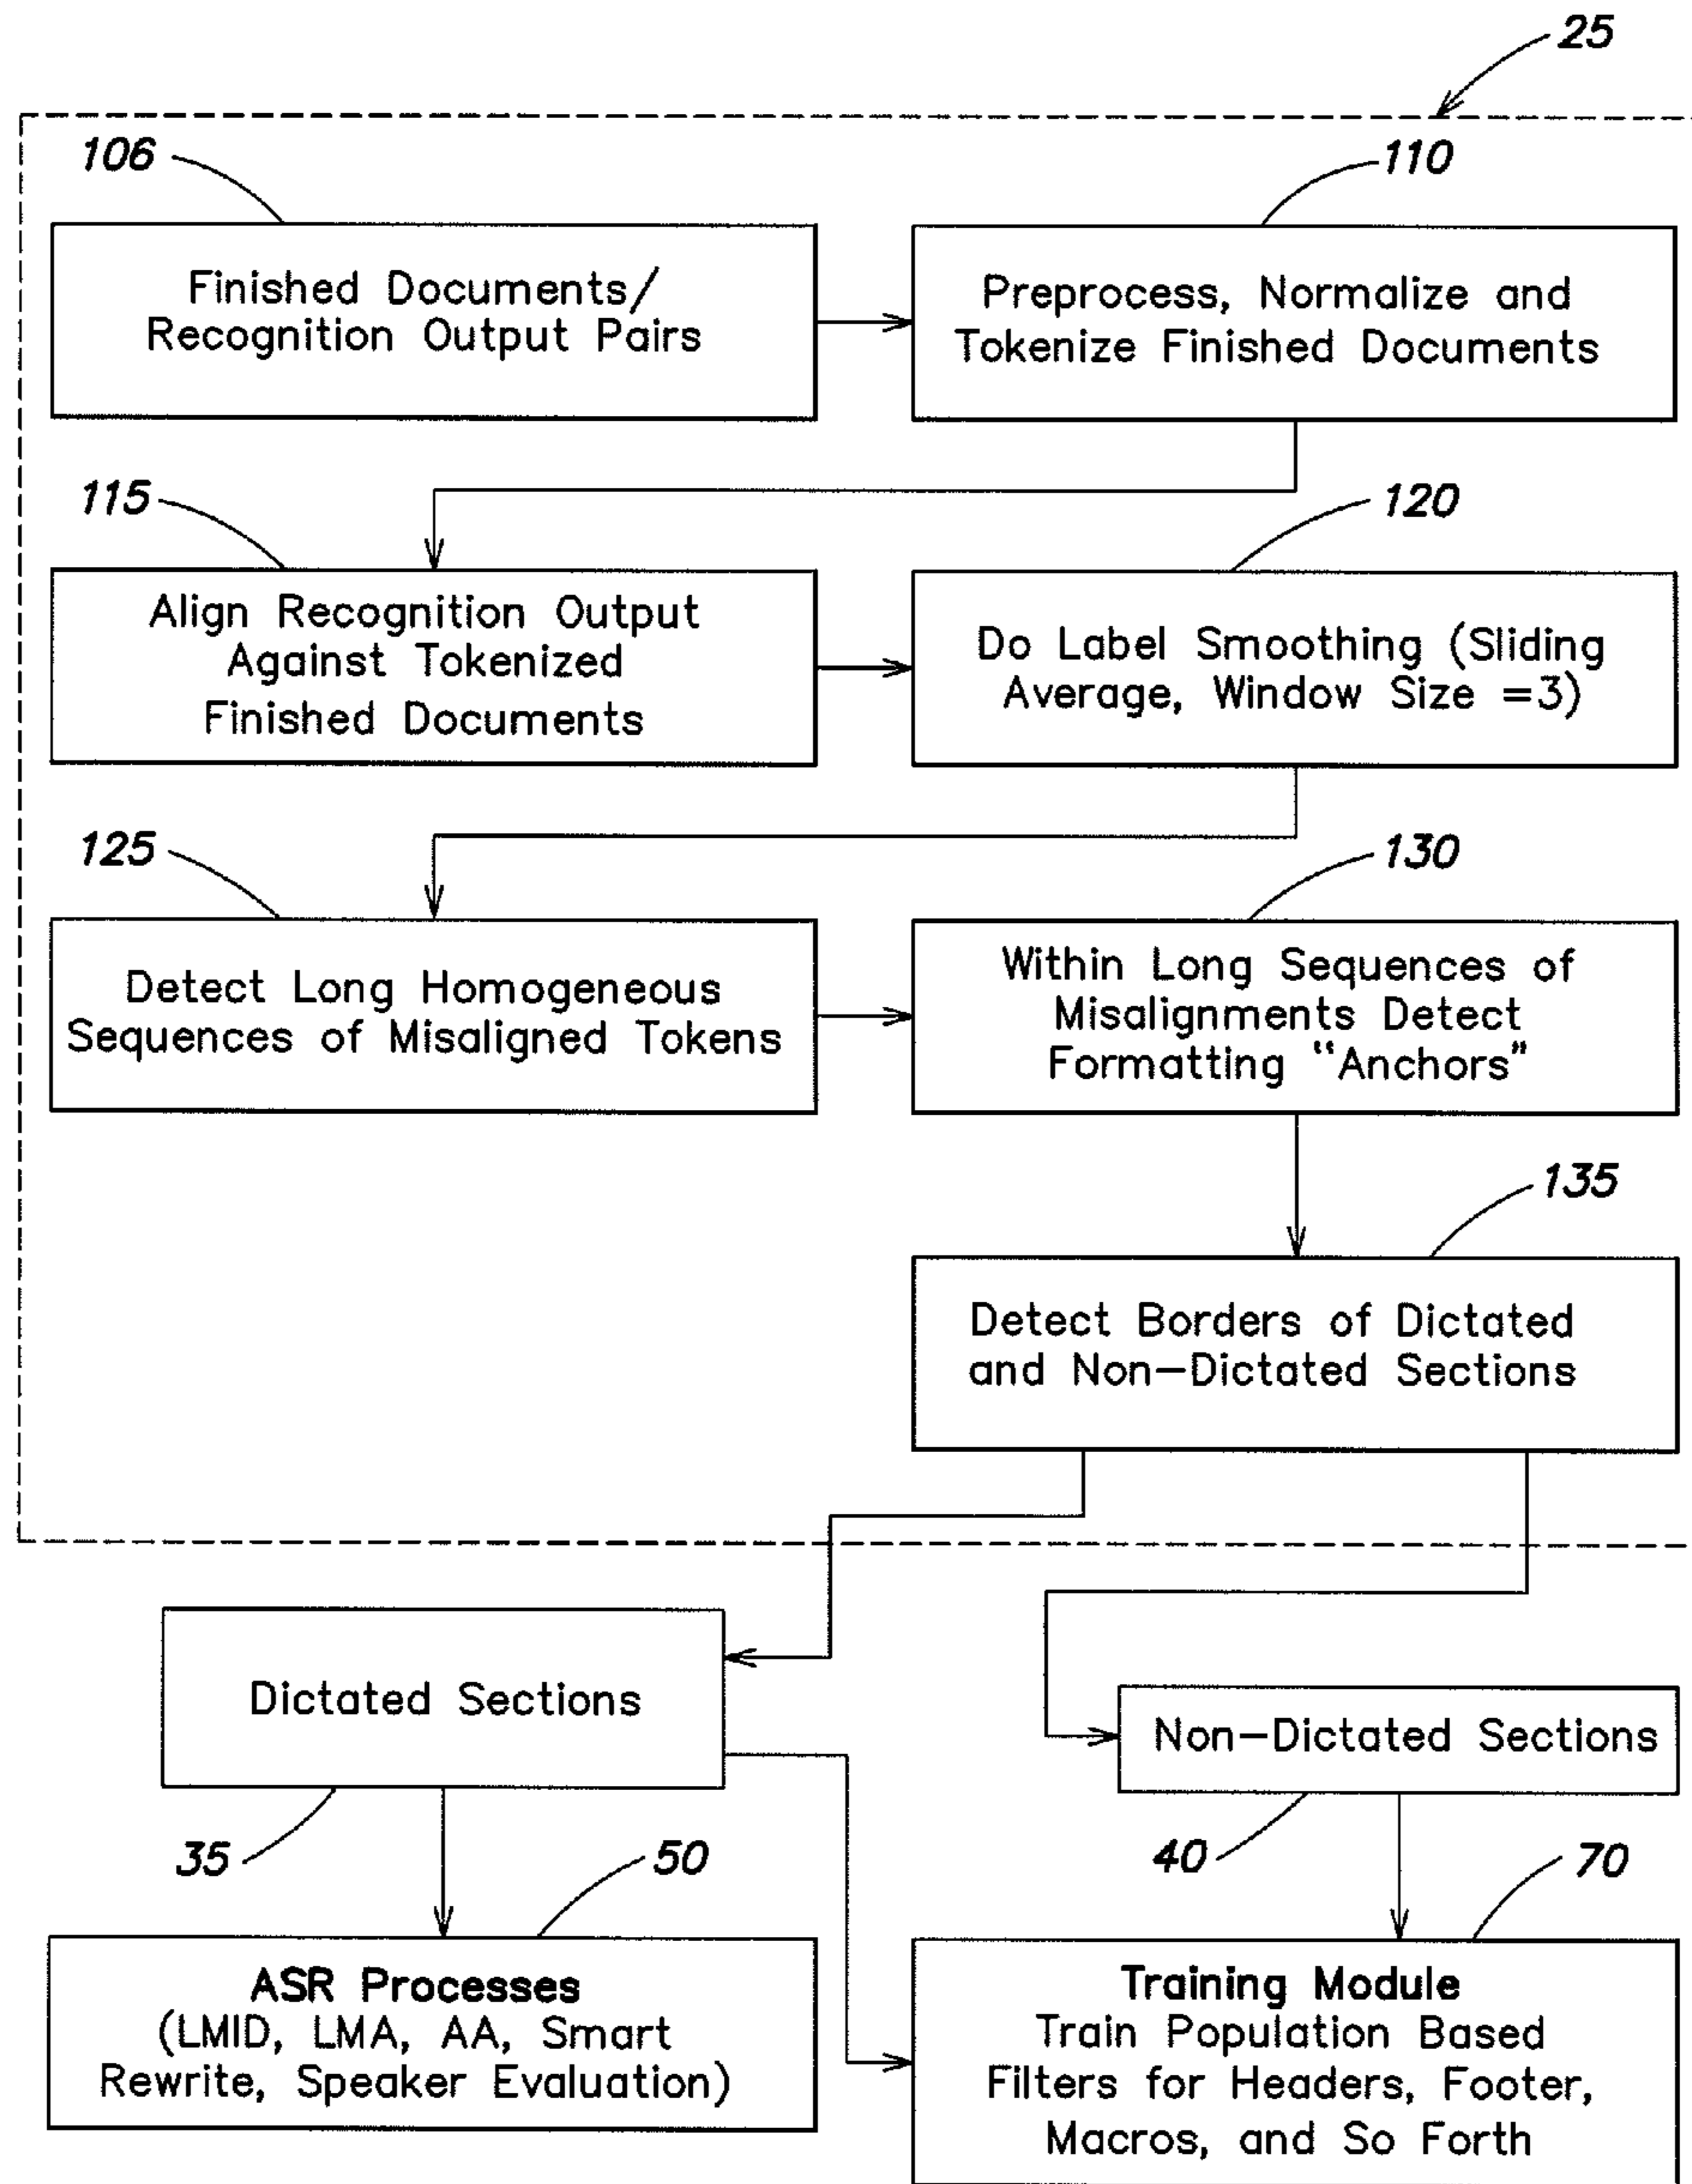 25
106
110
Finished Documents/
Recognition Output Pairs
Preprocess, Normalize and
Tokenize Finished Documents
115
120
Align Recognition Output
Against Tokenized
Finished Documents
Do Label Smoothing (Sliding
Average, Window Size =3)
125
130
Detect Long Homogeneous
Sequences of Misaligned Tokens
Within Long Sequences of
Misalignments Detect
Formatting "Anchors"
135
Detect Borders of Dictated
and Non-Dictated Sections
Dictated Sections
Non-Dictated Sections
35
50
40
70
ASR Processes
(LMID, LMA, AA, Smart
Rewrite, Speaker Evaluation)
Training Module
Train Population Based
Filters for Headers, Footer,
Macros, and So Forth